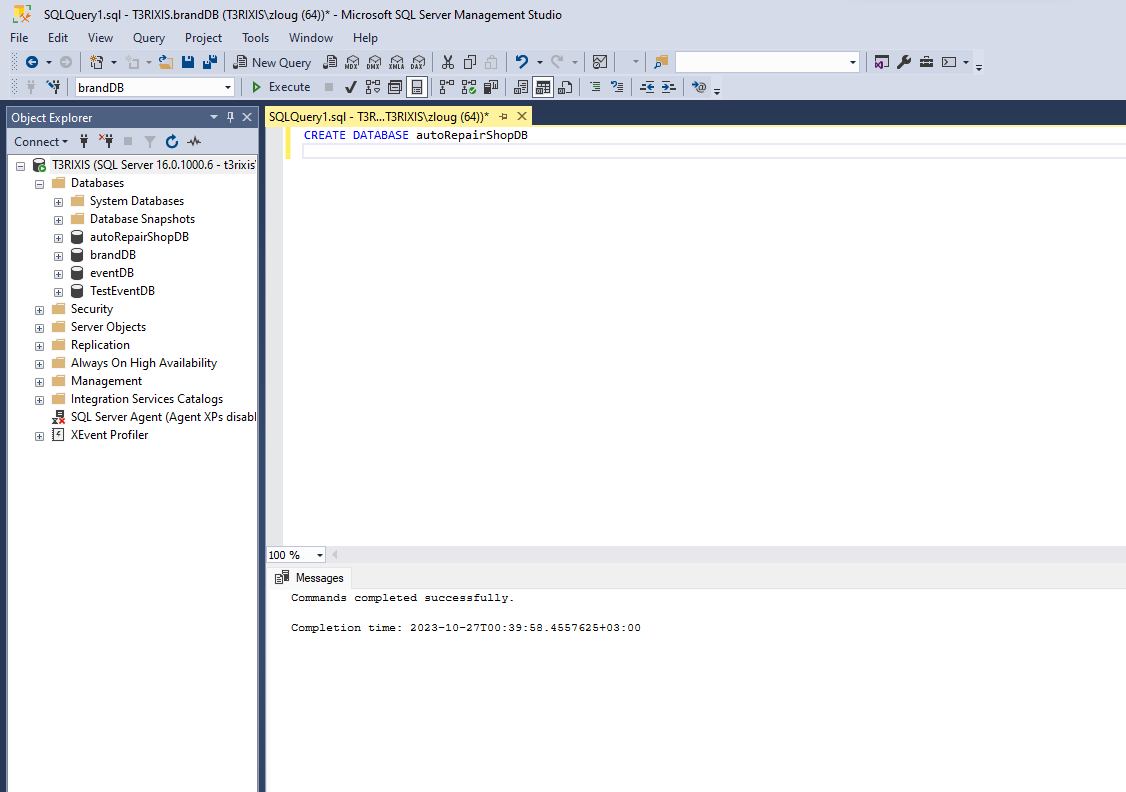 SQLQuery1.sql - T3RIXIS.brandDB (T3RIXIS\zloug (64))* - Microsoft SQL Server Management Studio
File Edit View Query Project Tools Window Help
New Query MDX DMX XMLA DAX
brandDB Execute
Object Explorer
SQLQuery1.sql - T3R...T3RIXIS\zloug (64))*
Connect
CREATE DATABASE autoRepairShopDB
T3RIXIS (SQL Server 16.0.1000.6 - t3rixis\
Databases
System Databases
Database Snapshots
autoRepairShopDB
brandDB
eventDB
TestEventDB
Security
Server Objects
Replication
Always On High Availability
Management
Integration Services Catalogs
SQL Server Agent (Agent XPs disabl
XEvent Profiler
100 %
Messages
Commands completed successfully.
Completion time: 2023-10-27T00:39:58.4557625+03:00